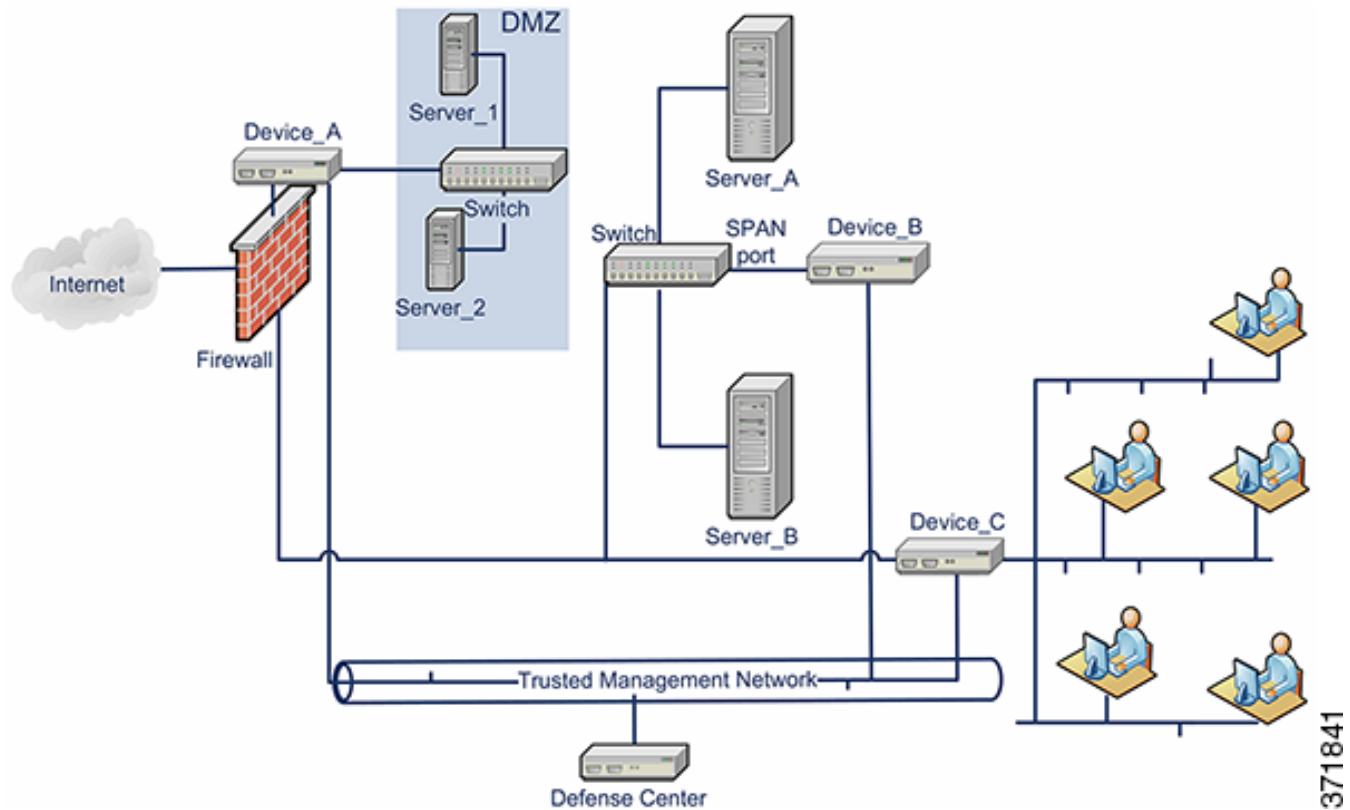 DMZ
Server_1
Device_A
Switch
Server_2
Internet
Firewall
Server_A
Switch
SPAN
port
Device_B
Server_B
Device_C
Trusted Management Network
Defense Center
371841